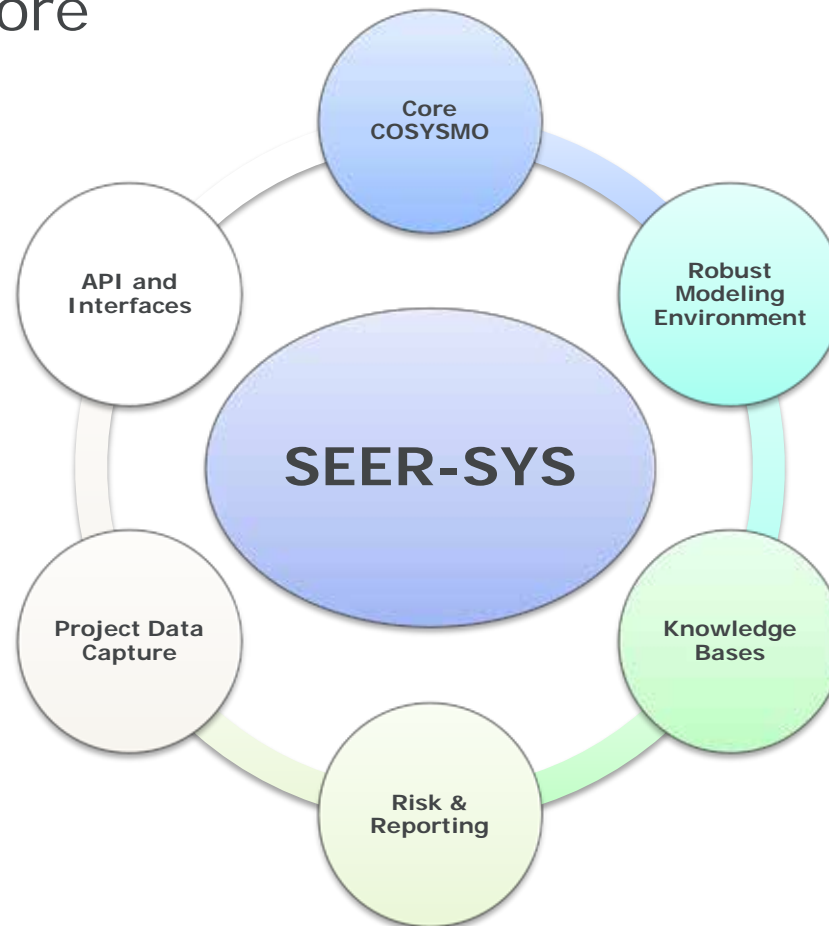 ore
Core
COSYSMO
Robust
Modeling
Environment
API and
Interfaces
SEER-SYS
Knowledge
Bases
Project Data
Capture
Risk &
Reporting